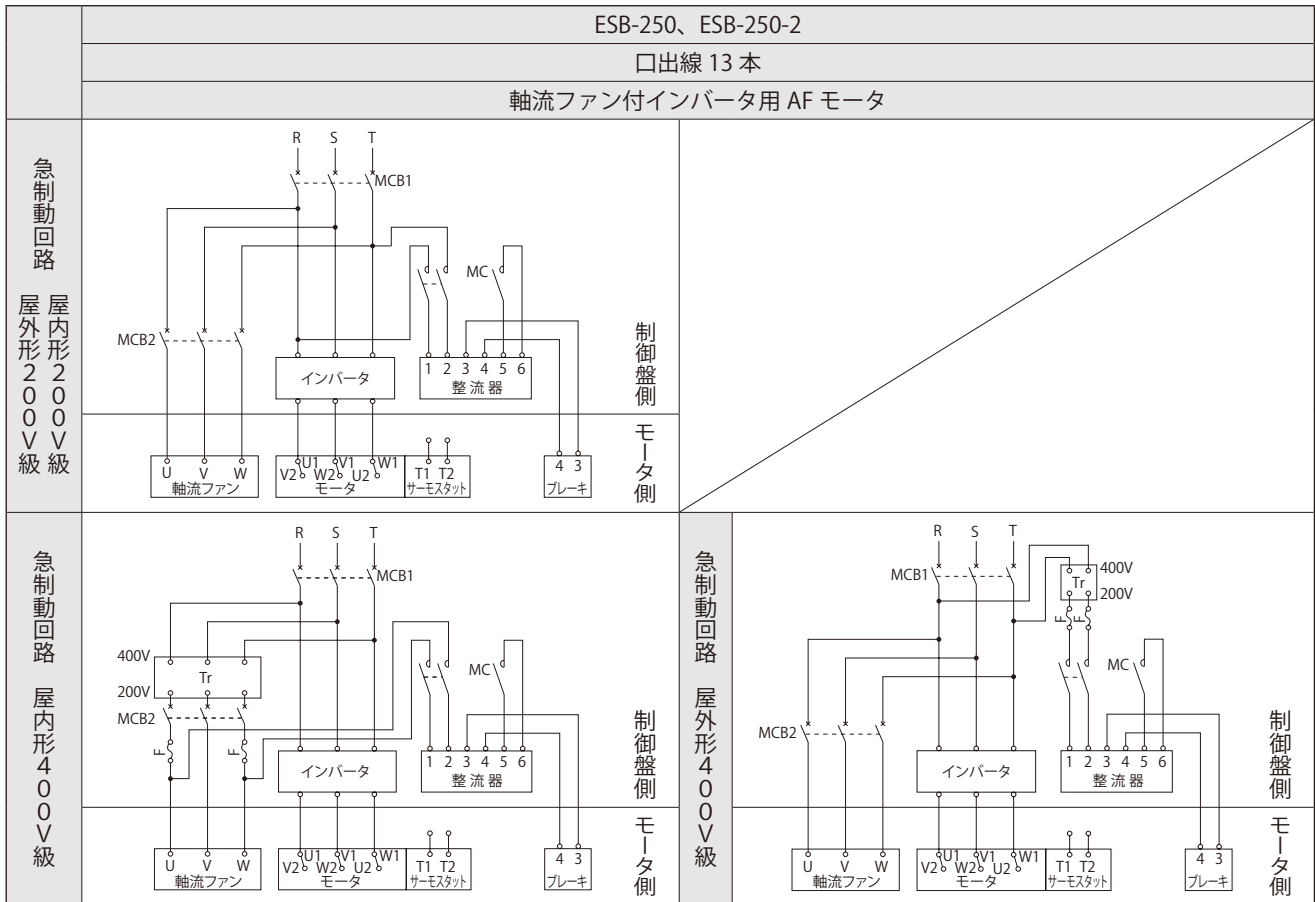 ESB-250、ESB-250-2
口出線 13 本
軸流ファン付インバータ用 AF モータ
急制動回路
屋内形200V級
屋外形200V級
R S T
MCB1
MC
MCB2
1 2 3 4 5 6
インバータ
整流器
制御盤側
モータ側
U V W
軸流ファン
V2 U1 W2 V1 U2 W1
モータ
T1 T2
サーモスタット
4 3
ブレーキ
急制動回路 屋内形400V級
R S T
MCB1
400V
Tr
200V
MC
MCB2
F F
1 2 3 4 5 6
インバータ
整流器
制御盤側
モータ側
U V W
軸流ファン
V2 U1 W2 V1 U2 W1
モータ
T1 T2
サーモスタット
4 3
ブレーキ
急制動回路 屋外形400V級
R S T
MCB1
400V
Tr
200V
F F
MC
MCB2
1 2 3 4 5 6
インバータ
整流器
制御盤側
モータ側
U V W
軸流ファン
V2 U1 W2 V1 U2 W1
モータ
T1 T2
サーモスタット
4 3
ブレーキ